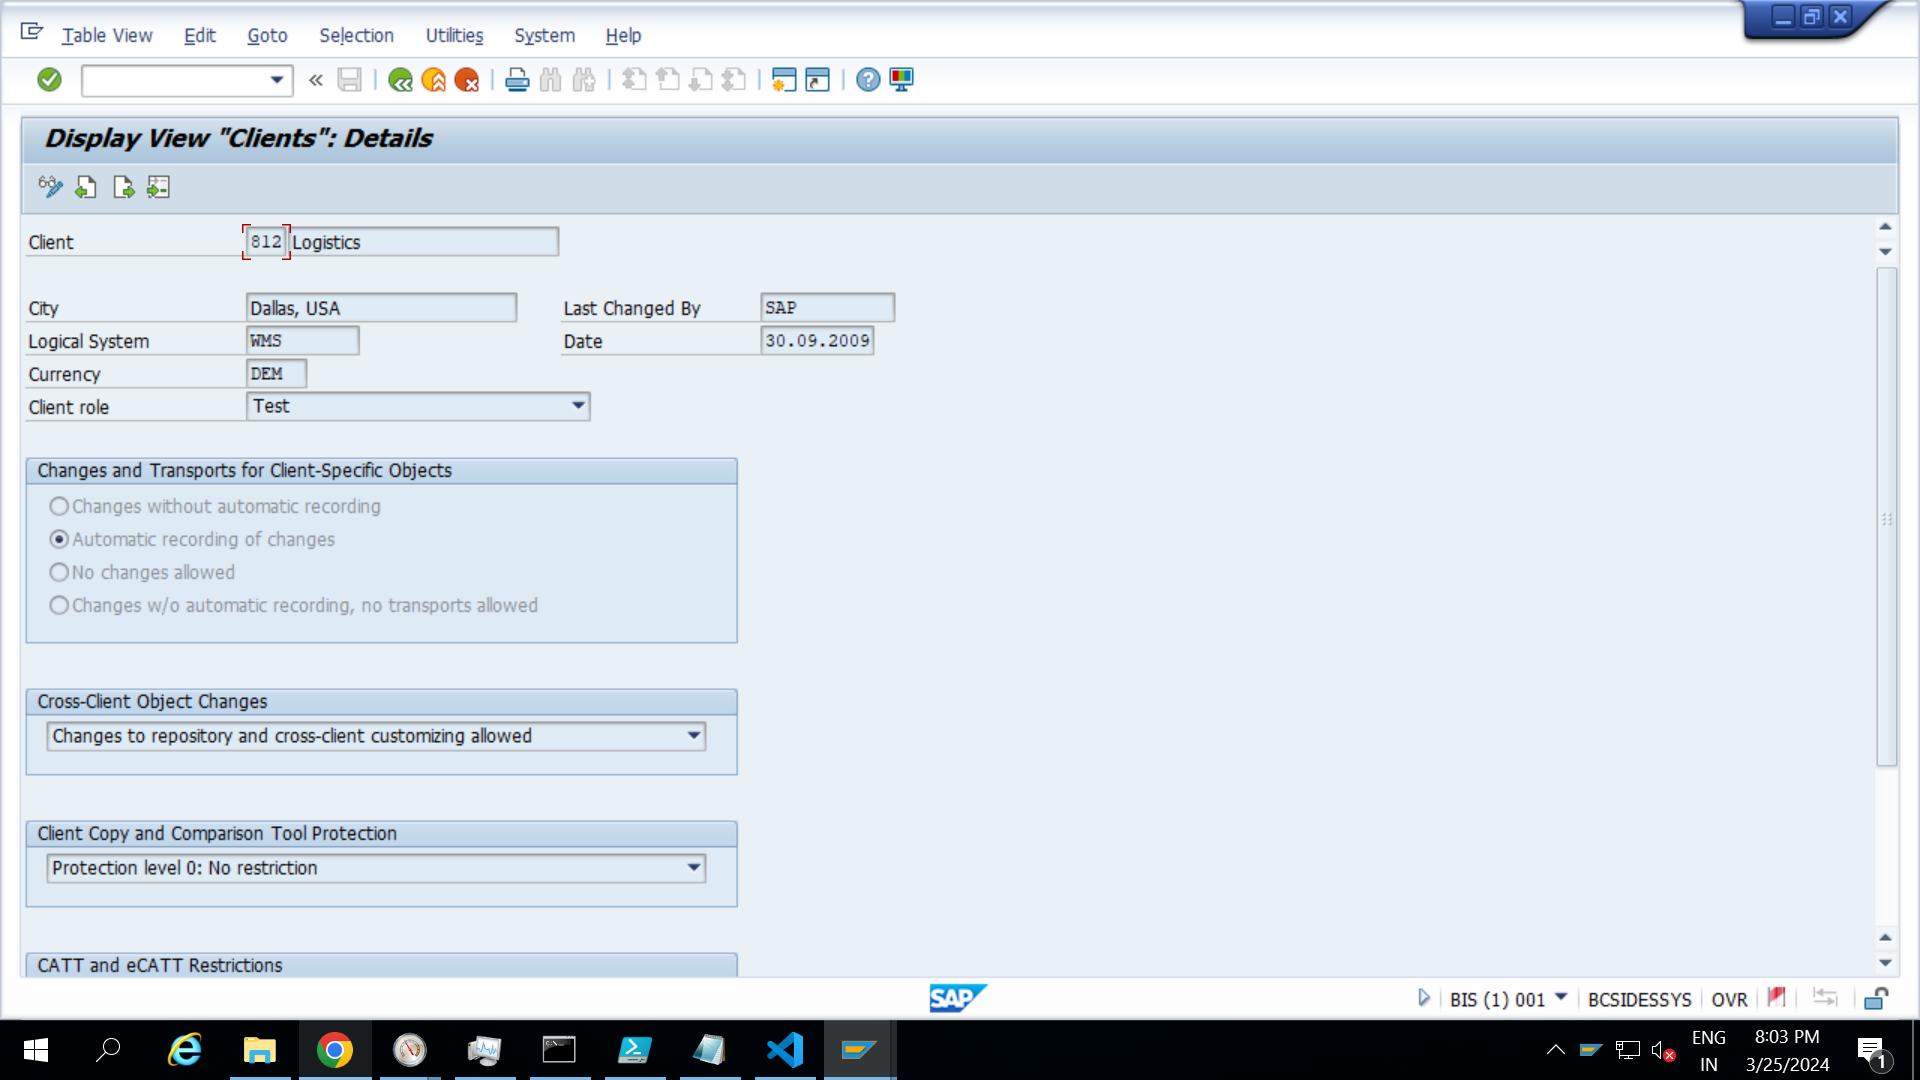 Table View Edit Goto Selection Utilities System Help
Display View "Clients": Details
Client 812 Logistics
City Dallas, USA Last Changed By SAP
Logical System WMS Date 30.09.2009
Currency DEM
Client role Test
Changes and Transports for Client-Specific Objects
Changes without automatic recording
Automatic recording of changes
No changes allowed
Changes w/o automatic recording, no transports allowed
Cross-Client Object Changes
Changes to repository and cross-client customizing allowed
Client Copy and Comparison Tool Protection
Protection level 0: No restriction
CATT and eCATT Restrictions
SAP BIS (1) 001 BCSIDESSYS OVR
ENG 8:03 PM
IN 3/25/2024 1